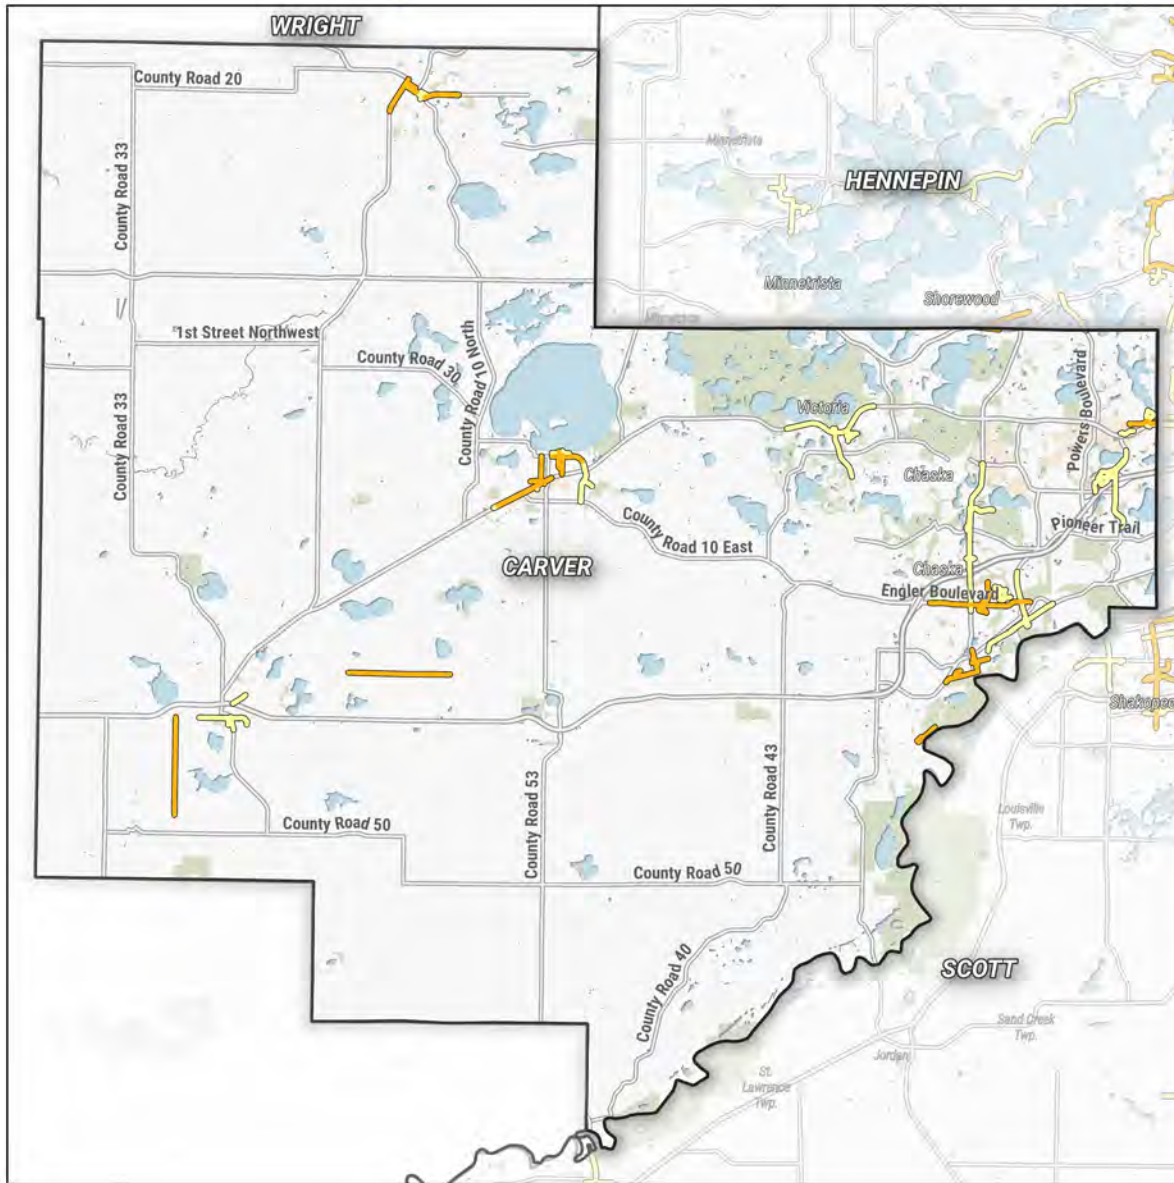 WRIGHT
County Road 20
Minnetrista
HENNEPIN
County Road 33
Minnetrista
Shorewood
1st Street Northwest
County Road 10 North
County Road 30
Powers Boulevard
Victoria
County Road 33
Chaska
County Road 10 East
Pioneer Trail
CARVER
Chaska
Engler Boulevard
Shakopee
County Road 53
County Road 43
Louisville
Twp.
County Road 50
County Road 50
County Road 40
SCOTT
Sand Creek
Twp.
Jordan
St.
Lawrence
Twp.